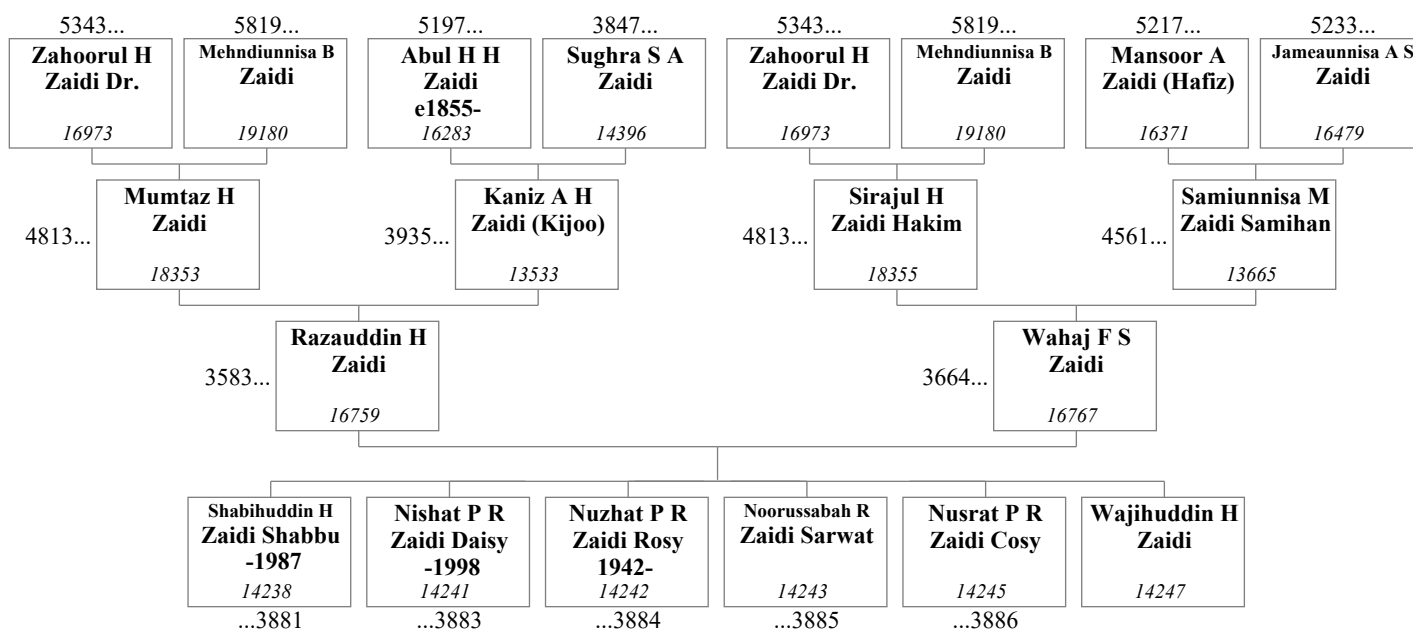 5343... 5819... 5197... 3847... 5343... 5819... 5217... 5233...
Zahoorul H
Zaidi Dr.
16973
Mehndiunnisa B
Zaidi
19180
Abul H H
Zaidi
e1855-
16283
Sughra S A
Zaidi
14396
Zahoorul H
Zaidi Dr.
16973
Mehndiunnisa B
Zaidi
19180
Mansoor A
Zaidi (Hafiz)
16371
Jameaunnisa A S
Zaidi
16479
4813...
Mumtaz H
Zaidi
18353
3935...
Kaniz A H
Zaidi (Kijoo)
13533
4813...
Sirajul H
Zaidi Hakim
18355
4561...
Samiunnisa M
Zaidi Samihan
13665
3583...
Razauddin H
Zaidi
16759
3664...
Wahaj F S
Zaidi
16767
Shabihuddin H
Zaidi Shabbu
-1987
14238
...3881
Nishat P R
Zaidi Daisy
-1998
14241
...3883
Nuzhat P R
Zaidi Rosy
1942-
14242
...3884
Noorussabah R
Zaidi Sarwat
14243
...3885
Nusrat P R
Zaidi Cosy
14245
...3886
Wajihuddin H
Zaidi
14247